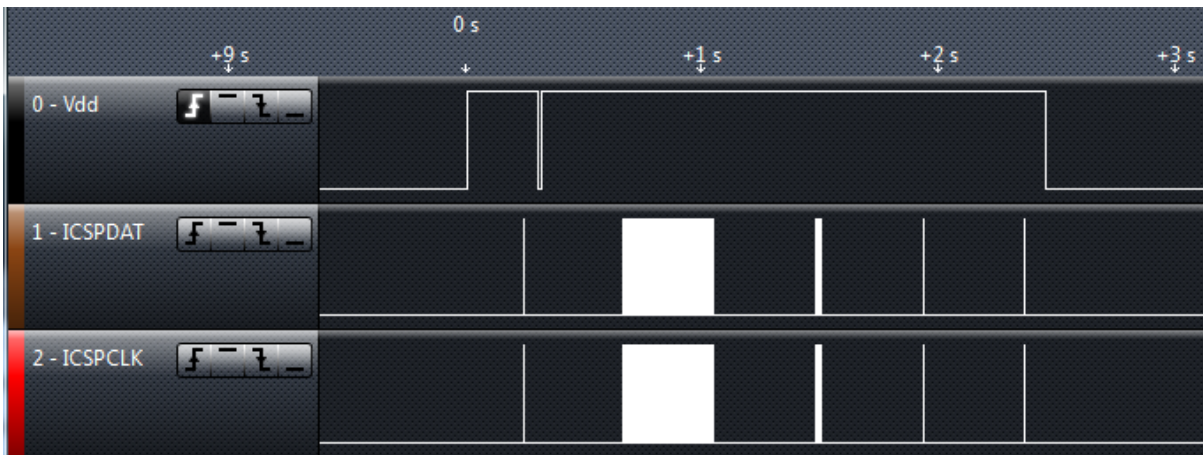 0 s
+9 s
+1 s
+2 s
+3 s
0 - Vdd
1 - ICSPDAT
2 - ICSPCLK